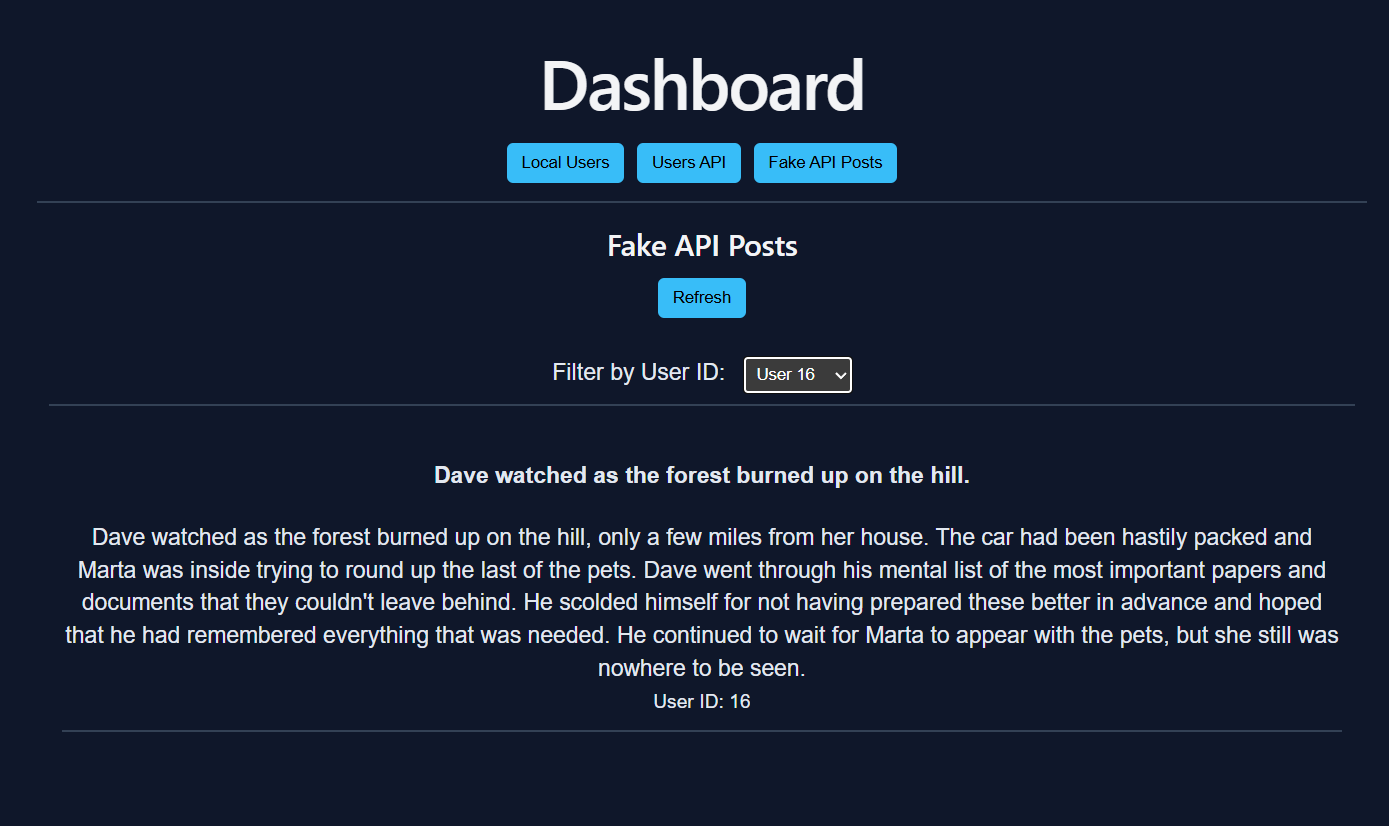 Dashboard
Local Users Users API Fake API Posts
Fake API Posts
Refresh
Filter by User ID: User 16
Dave watched as the forest burned up on the hill.
Dave watched as the forest burned up on the hill, only a few miles from her house. The car had been hastily packed and
Marta was inside trying to round up the last of the pets. Dave went through his mental list of the most important papers and
documents that they couldn't leave behind. He scolded himself for not having prepared these better in advance and hoped
that he had remembered everything that was needed. He continued to wait for Marta to appear with the pets, but she still was
nowhere to be seen.
User ID: 16